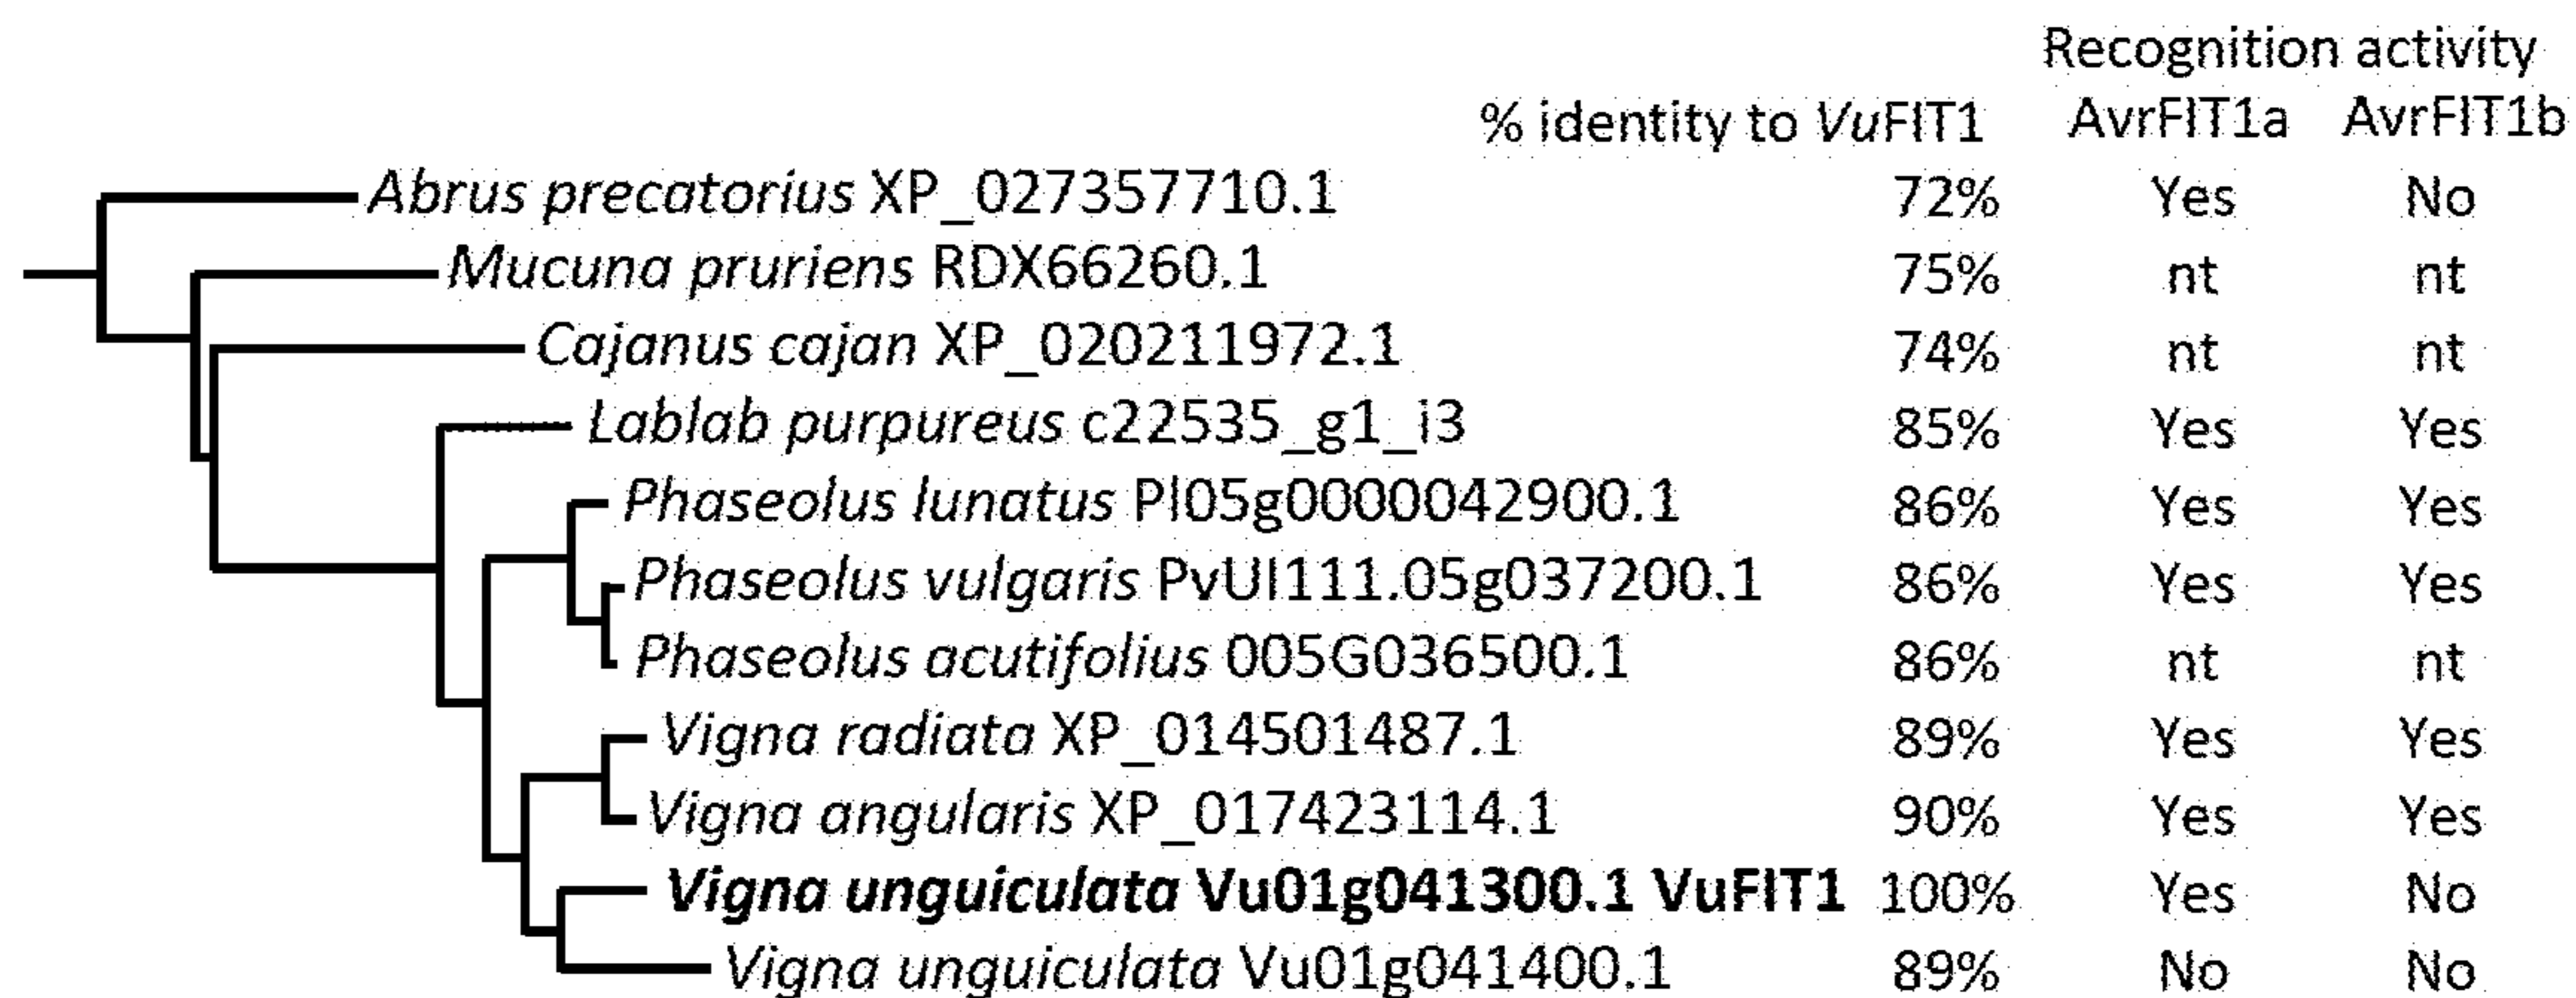 Recognition activity
% identity to VuFIT1 AvrFIT1a AvrFIT1b
Abrus precatorius XP_027357710.1 72% Yes No
Mucuna pruriens RDX66260.1 75% nt nt
Cajanus cajan XP_020211972.1 74% nt nt
Lablab purpureus c22535_g1_i3 85% Yes Yes
Phaseolus lunatus Pl05g0000042900.1 86% Yes Yes
Phaseolus vulgaris PvUI111.05g037200.1 86% Yes Yes
Phaseolus acutifolius 005G036500.1 86% nt nt
Vigna radiata XP_014501487.1 89% Yes Yes
Vigna angularis XP_017423114.1 90% Yes Yes
Vigna unguiculata Vu01g041300.1 VuFIT1 100% Yes No
Vigna unguiculata Vu01g041400.1 89% No No